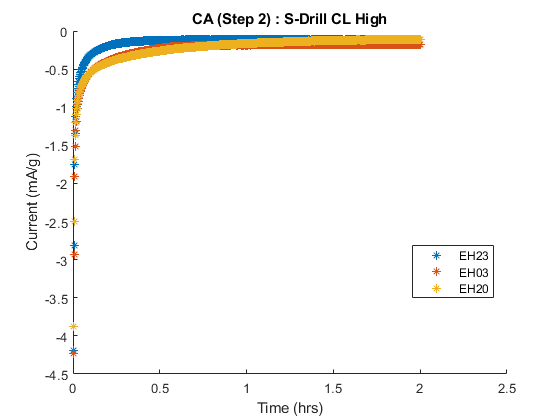 CA (Step 2) : S-Drill CL High
0
-0.5
-1
-1.5
-2
-2.5
-3
-3.5
-4
-4.5
Current (mA/g)
EH23
EH03
EH20
0 0.5 1 1.5 2 2.5
Time (hrs)